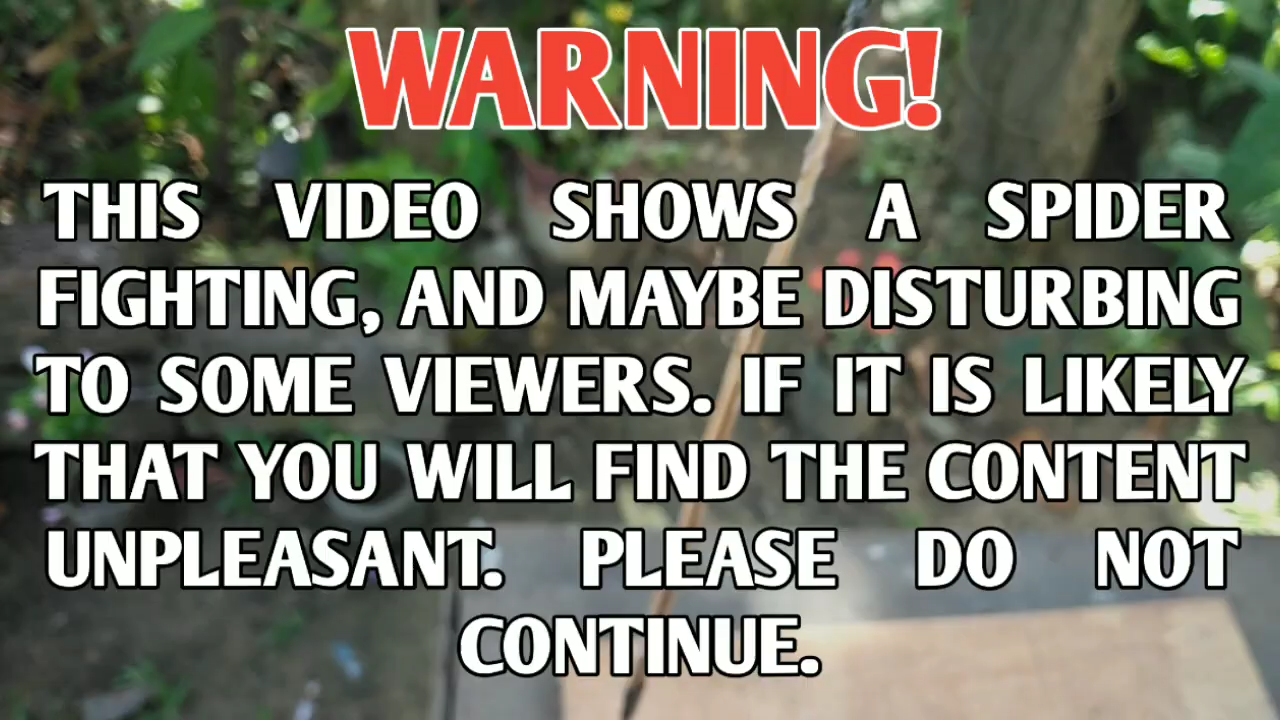 WARNING!
THIS VIDEO SHOWS A SPIDER
FIGHTING, AND MAYBE DISTURBING
TO SOME VIEWERS. IF IT IS LIKELY
THAT YOU WILL FIND THE CONTENT
UNPLEASANT. PLEASE DO NOT
CONTINUE.